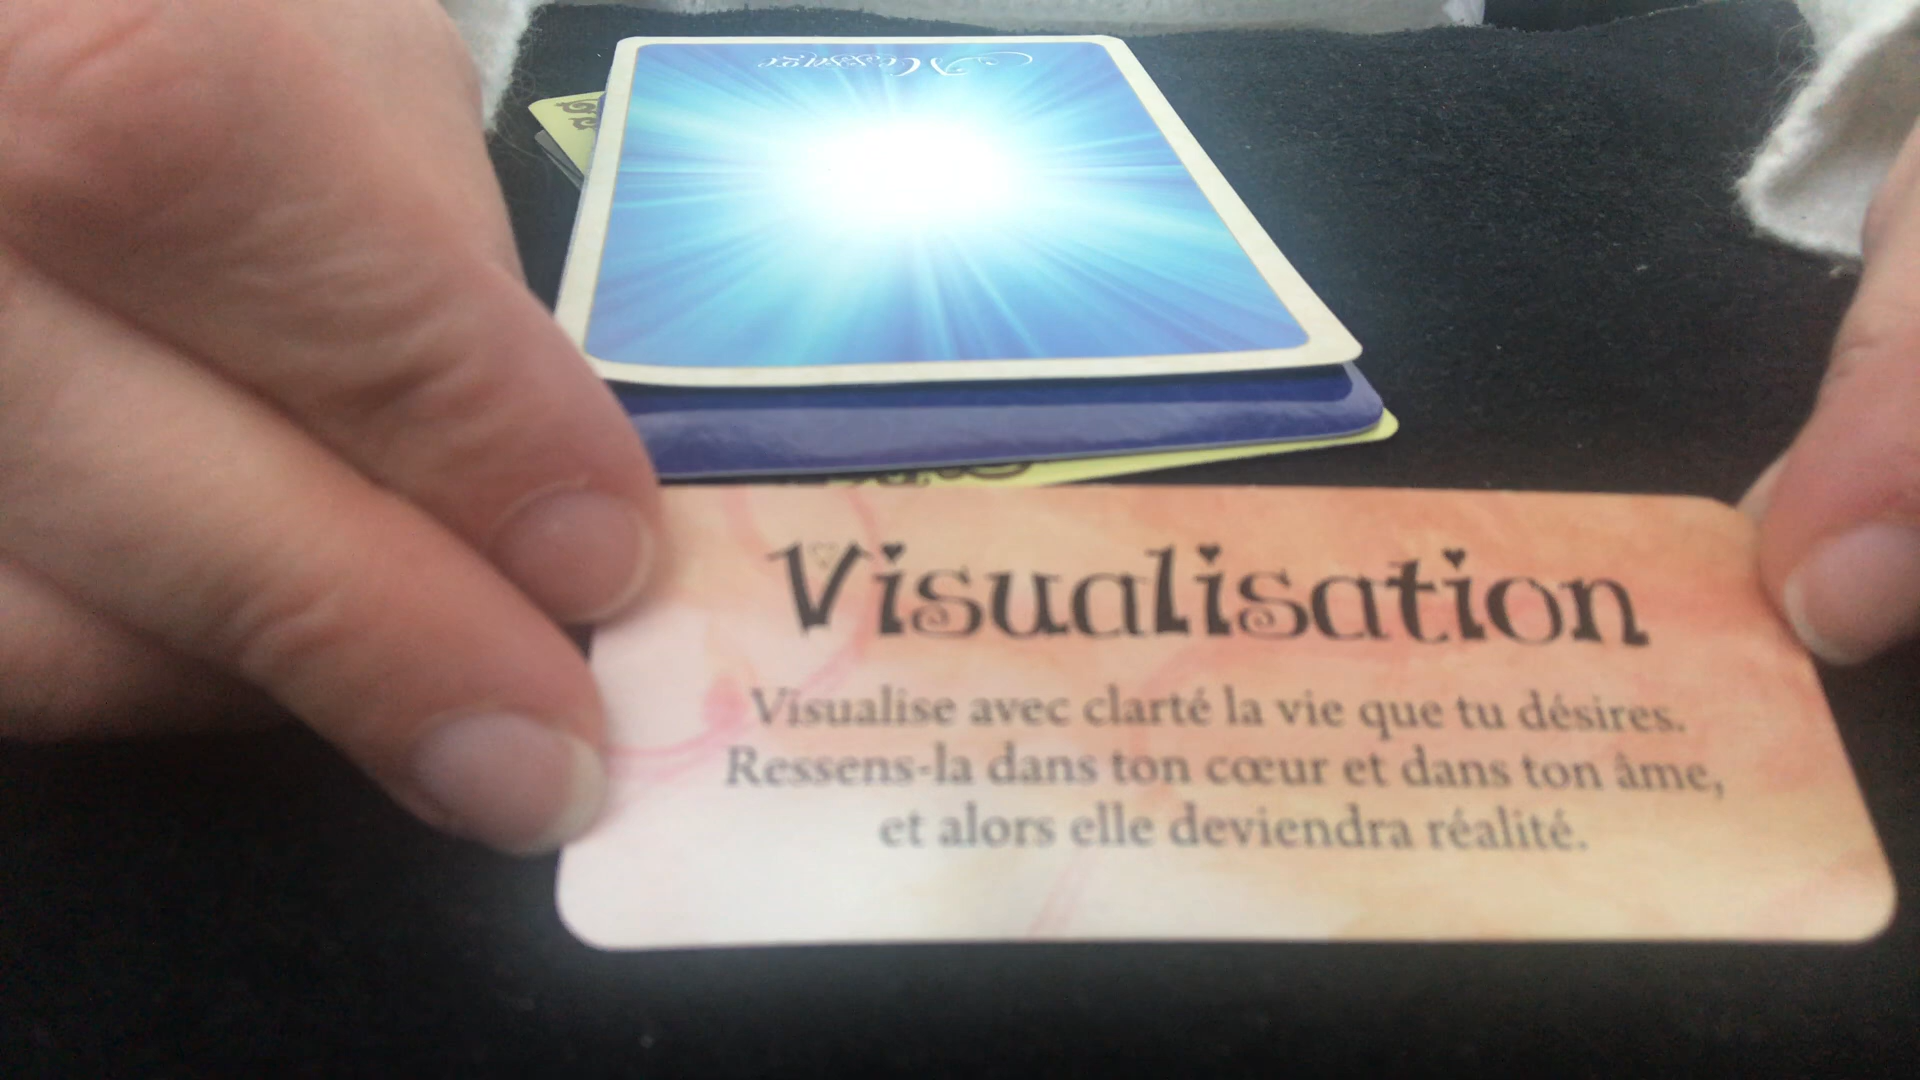 Message
Visualisation
Visualise avec clarté la vie que tu désires.
Ressens-la dans ton cœur et dans ton âme,
et alors elle deviendra réalité.